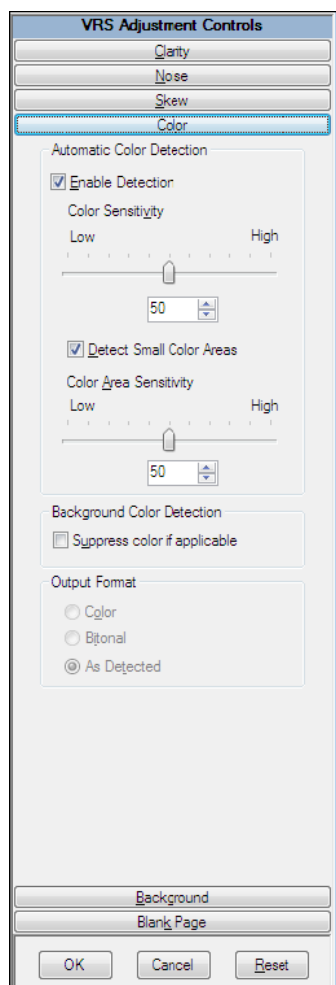 VRS Adjustment Controls
Clarity
Nose
Skew
Color
Automatic Color Detection
Enable Detection
Color Sensitivity
Low High
50
Detect Small Color Areas
Color Area Sensitivity
Low High
50
Background Color Detection
Suppress color if applicable
Output Format
Color
Bitonal
As Detected
Background
Blank Page
OK Cancel Reset